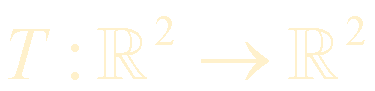 T : ℝ² → ℝ²